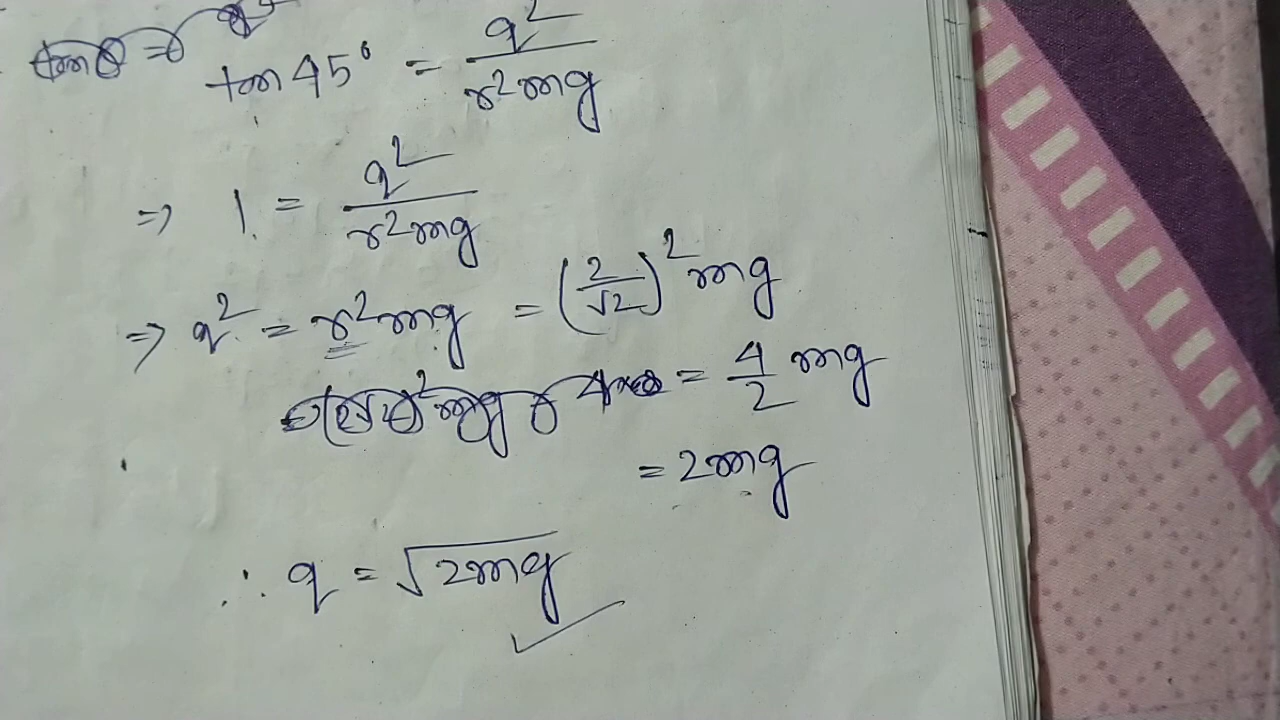 tan 45° = q²/r²mg
⇒ 1 = q²/r²mg
⇒ q² = r²mg = (2/√2)² mg
= 4/2 mg
= 2mg
∴ q = √2mg